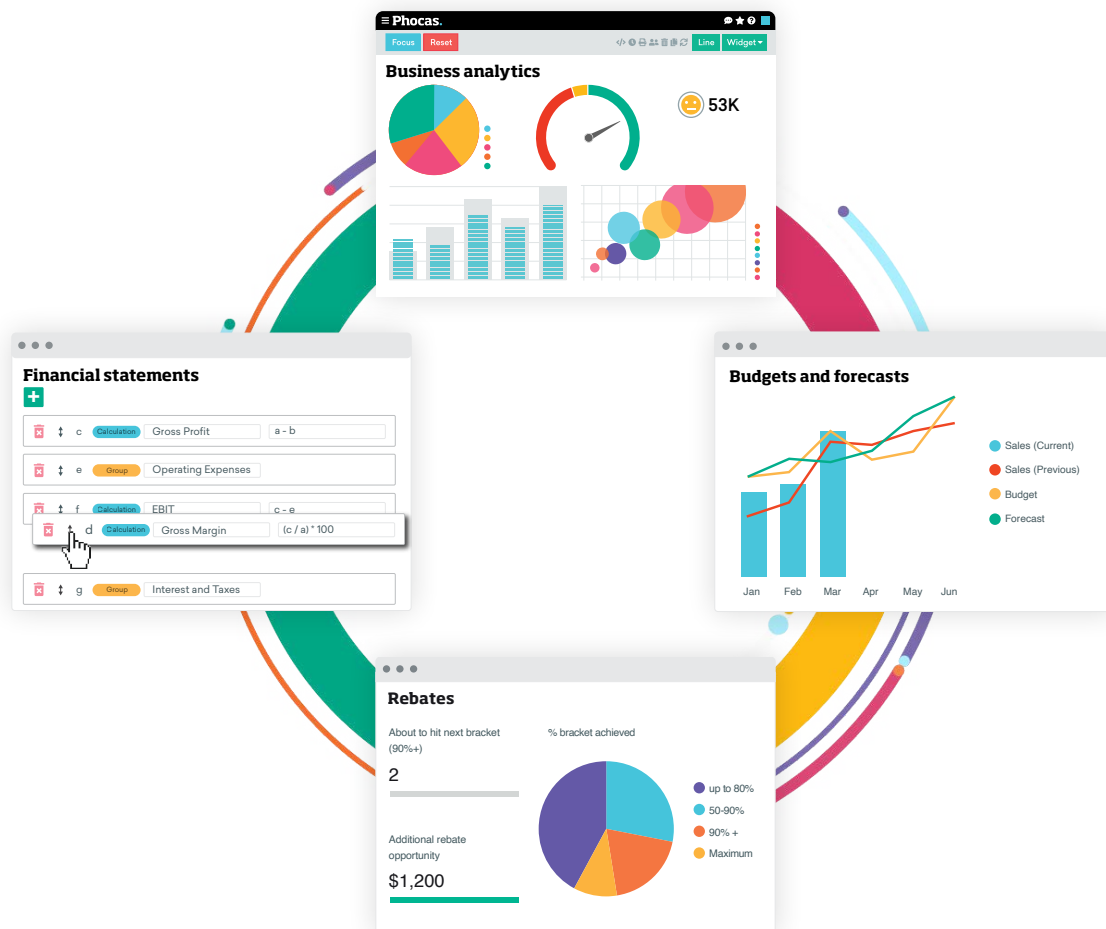 Phocas.
Focus Reset Line Widget
Business analytics
53K
Financial statements
c Calculation Gross Profit a - b
e Group Operating Expenses
f Calculation EBIT c - e
d Calculation Gross Margin (c / a) * 100
g Group Interest and Taxes
Budgets and forecasts
Sales (Current)
Sales (Previous)
Budget
Forecast
Jan Feb Mar Apr May Jun
Rebates
About to hit next bracket
(90%+)
2
Additional rebate
opportunity
$1,200
% bracket achieved
up to 80%
50-90%
90% +
Maximum